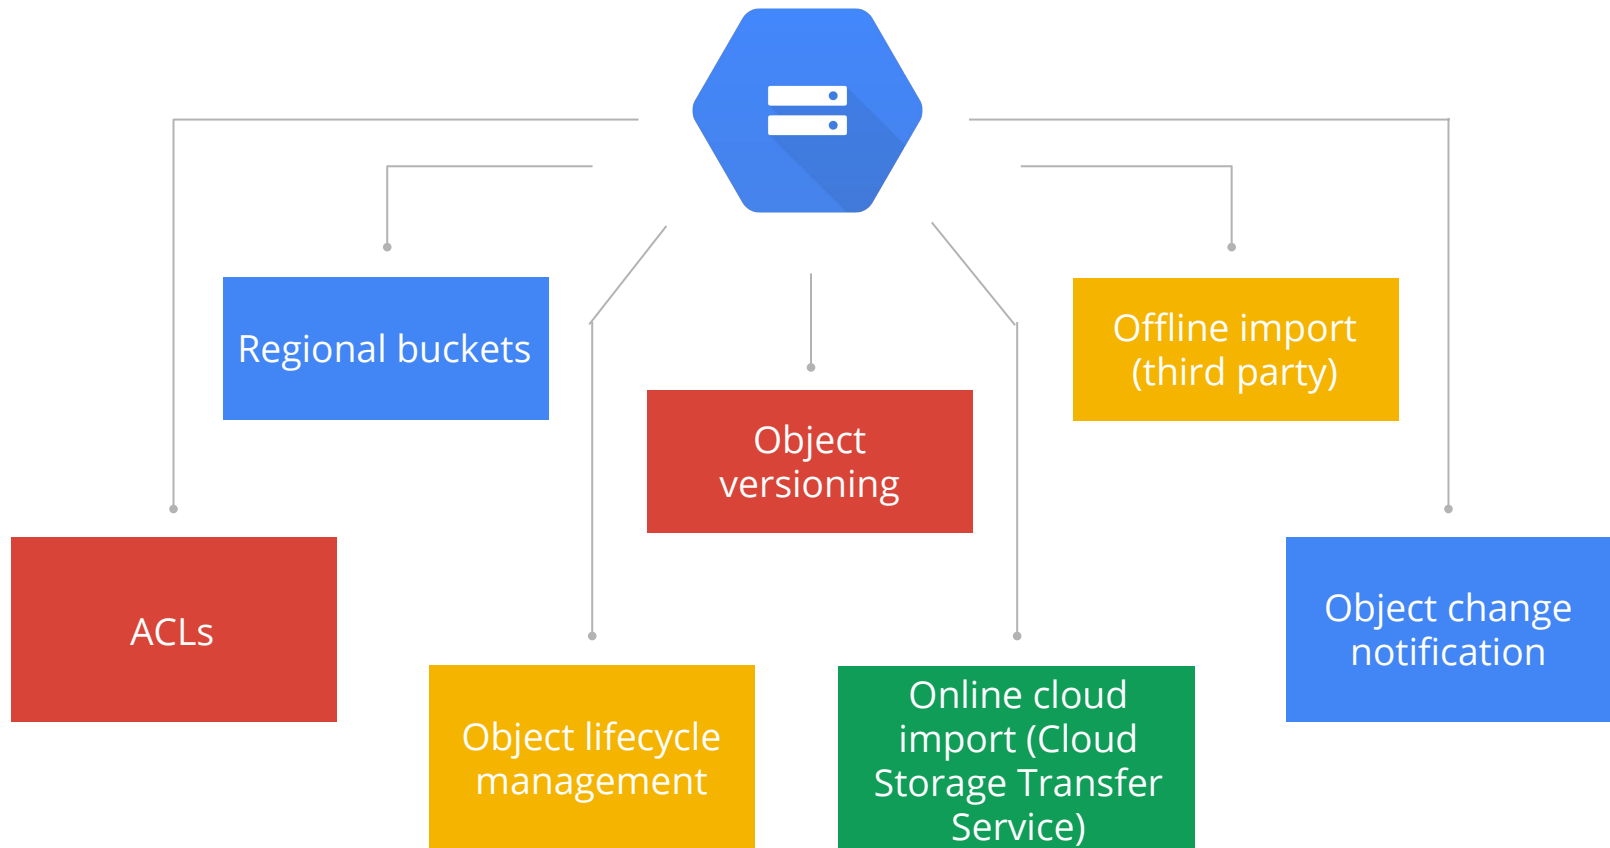 Regional buckets
Offline import
(third party)
Object
versioning
ACLs
Object change
notification
Object lifecycle
management
Online cloud
import (Cloud
Storage Transfer
Service)